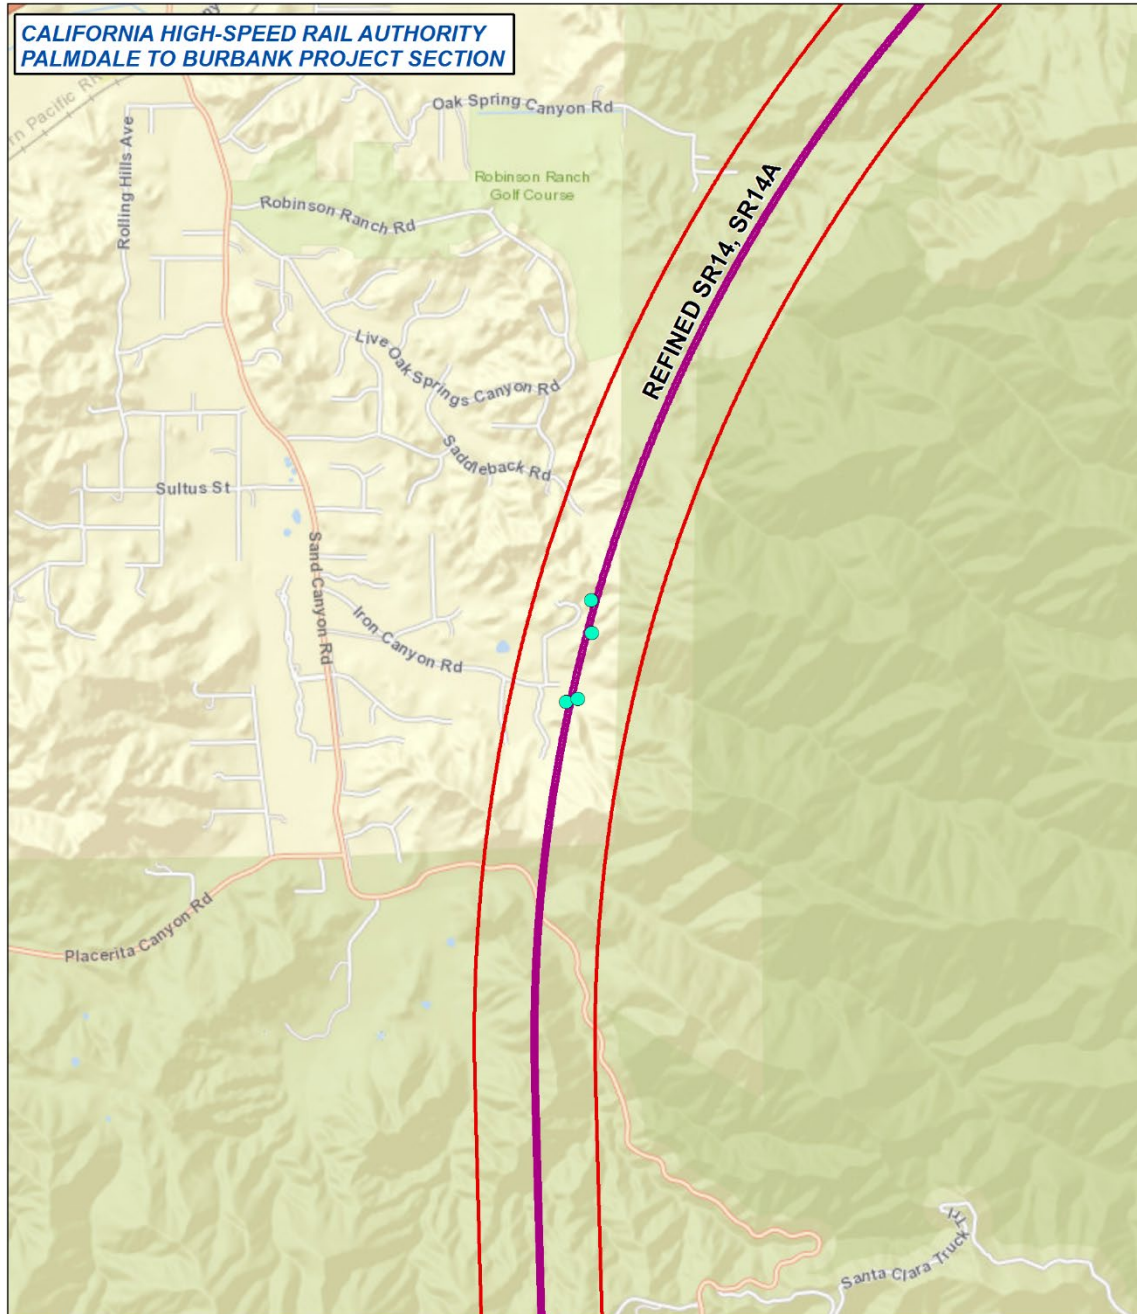 CALIFORNIA HIGH-SPEED RAIL AUTHORITY
PALMDALE TO BURBANK PROJECT SECTION
Oak Spring Canyon Rd
Rolling Hills Ave
Robinson Ranch
Golf Course
Robinson Ranch Rd
REFINED SR14, SR14A
Live Oak Springs Canyon Rd
Saddleback Rd
Sultus St
Sand Canyon Rd
Iron Canyon Rd
Placerita Canyon Rd
Santa Clara Truck Trl